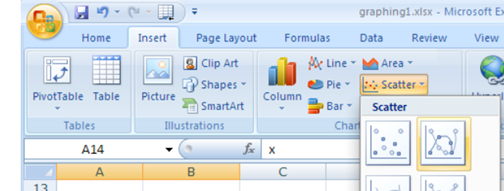 graphing1.xlsx - Microsoft Ex
Home Insert Page Layout Formulas Data Review View
PivotTable Table Picture Clip Art Shapes SmartArt Column Line Pie Bar Area Scatter
Tables Illustrations Char
Scatter
A14 fx x
A B C
13